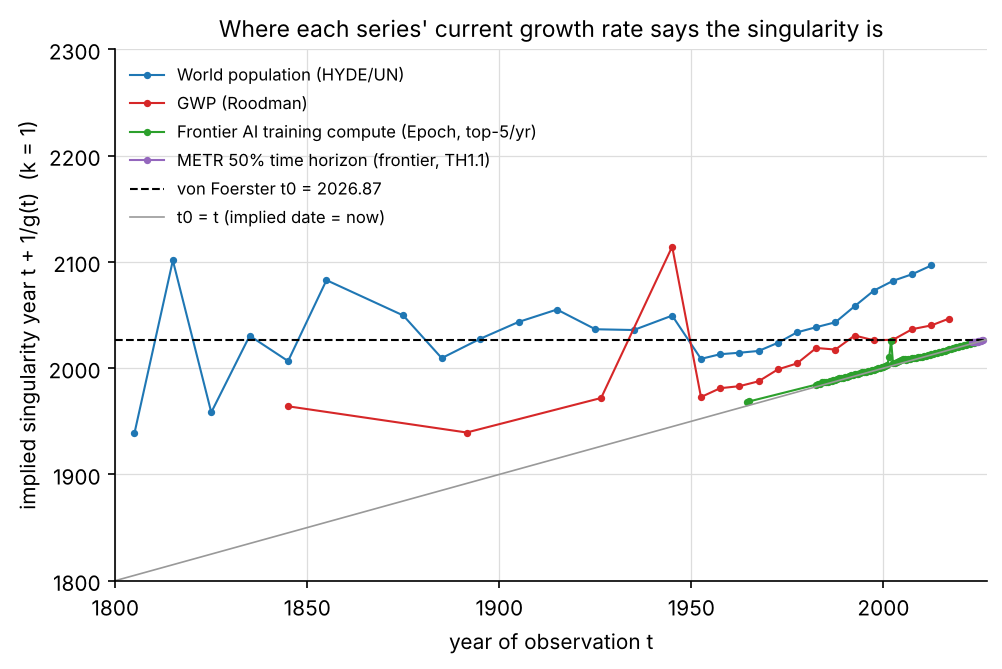 Where each series' current growth rate says the singularity is
implied singularity year t + 1/g(t)  (k = 1)
2300
2200
2100
2000
1900
1800
World population (HYDE/UN)
GWP (Roodman)
Frontier AI training compute (Epoch, top-5/yr)
METR 50% time horizon (frontier, TH1.1)
von Foerster t0 = 2026.87
t0 = t (implied date = now)
1800 1850 1900 1950 2000
year of observation t